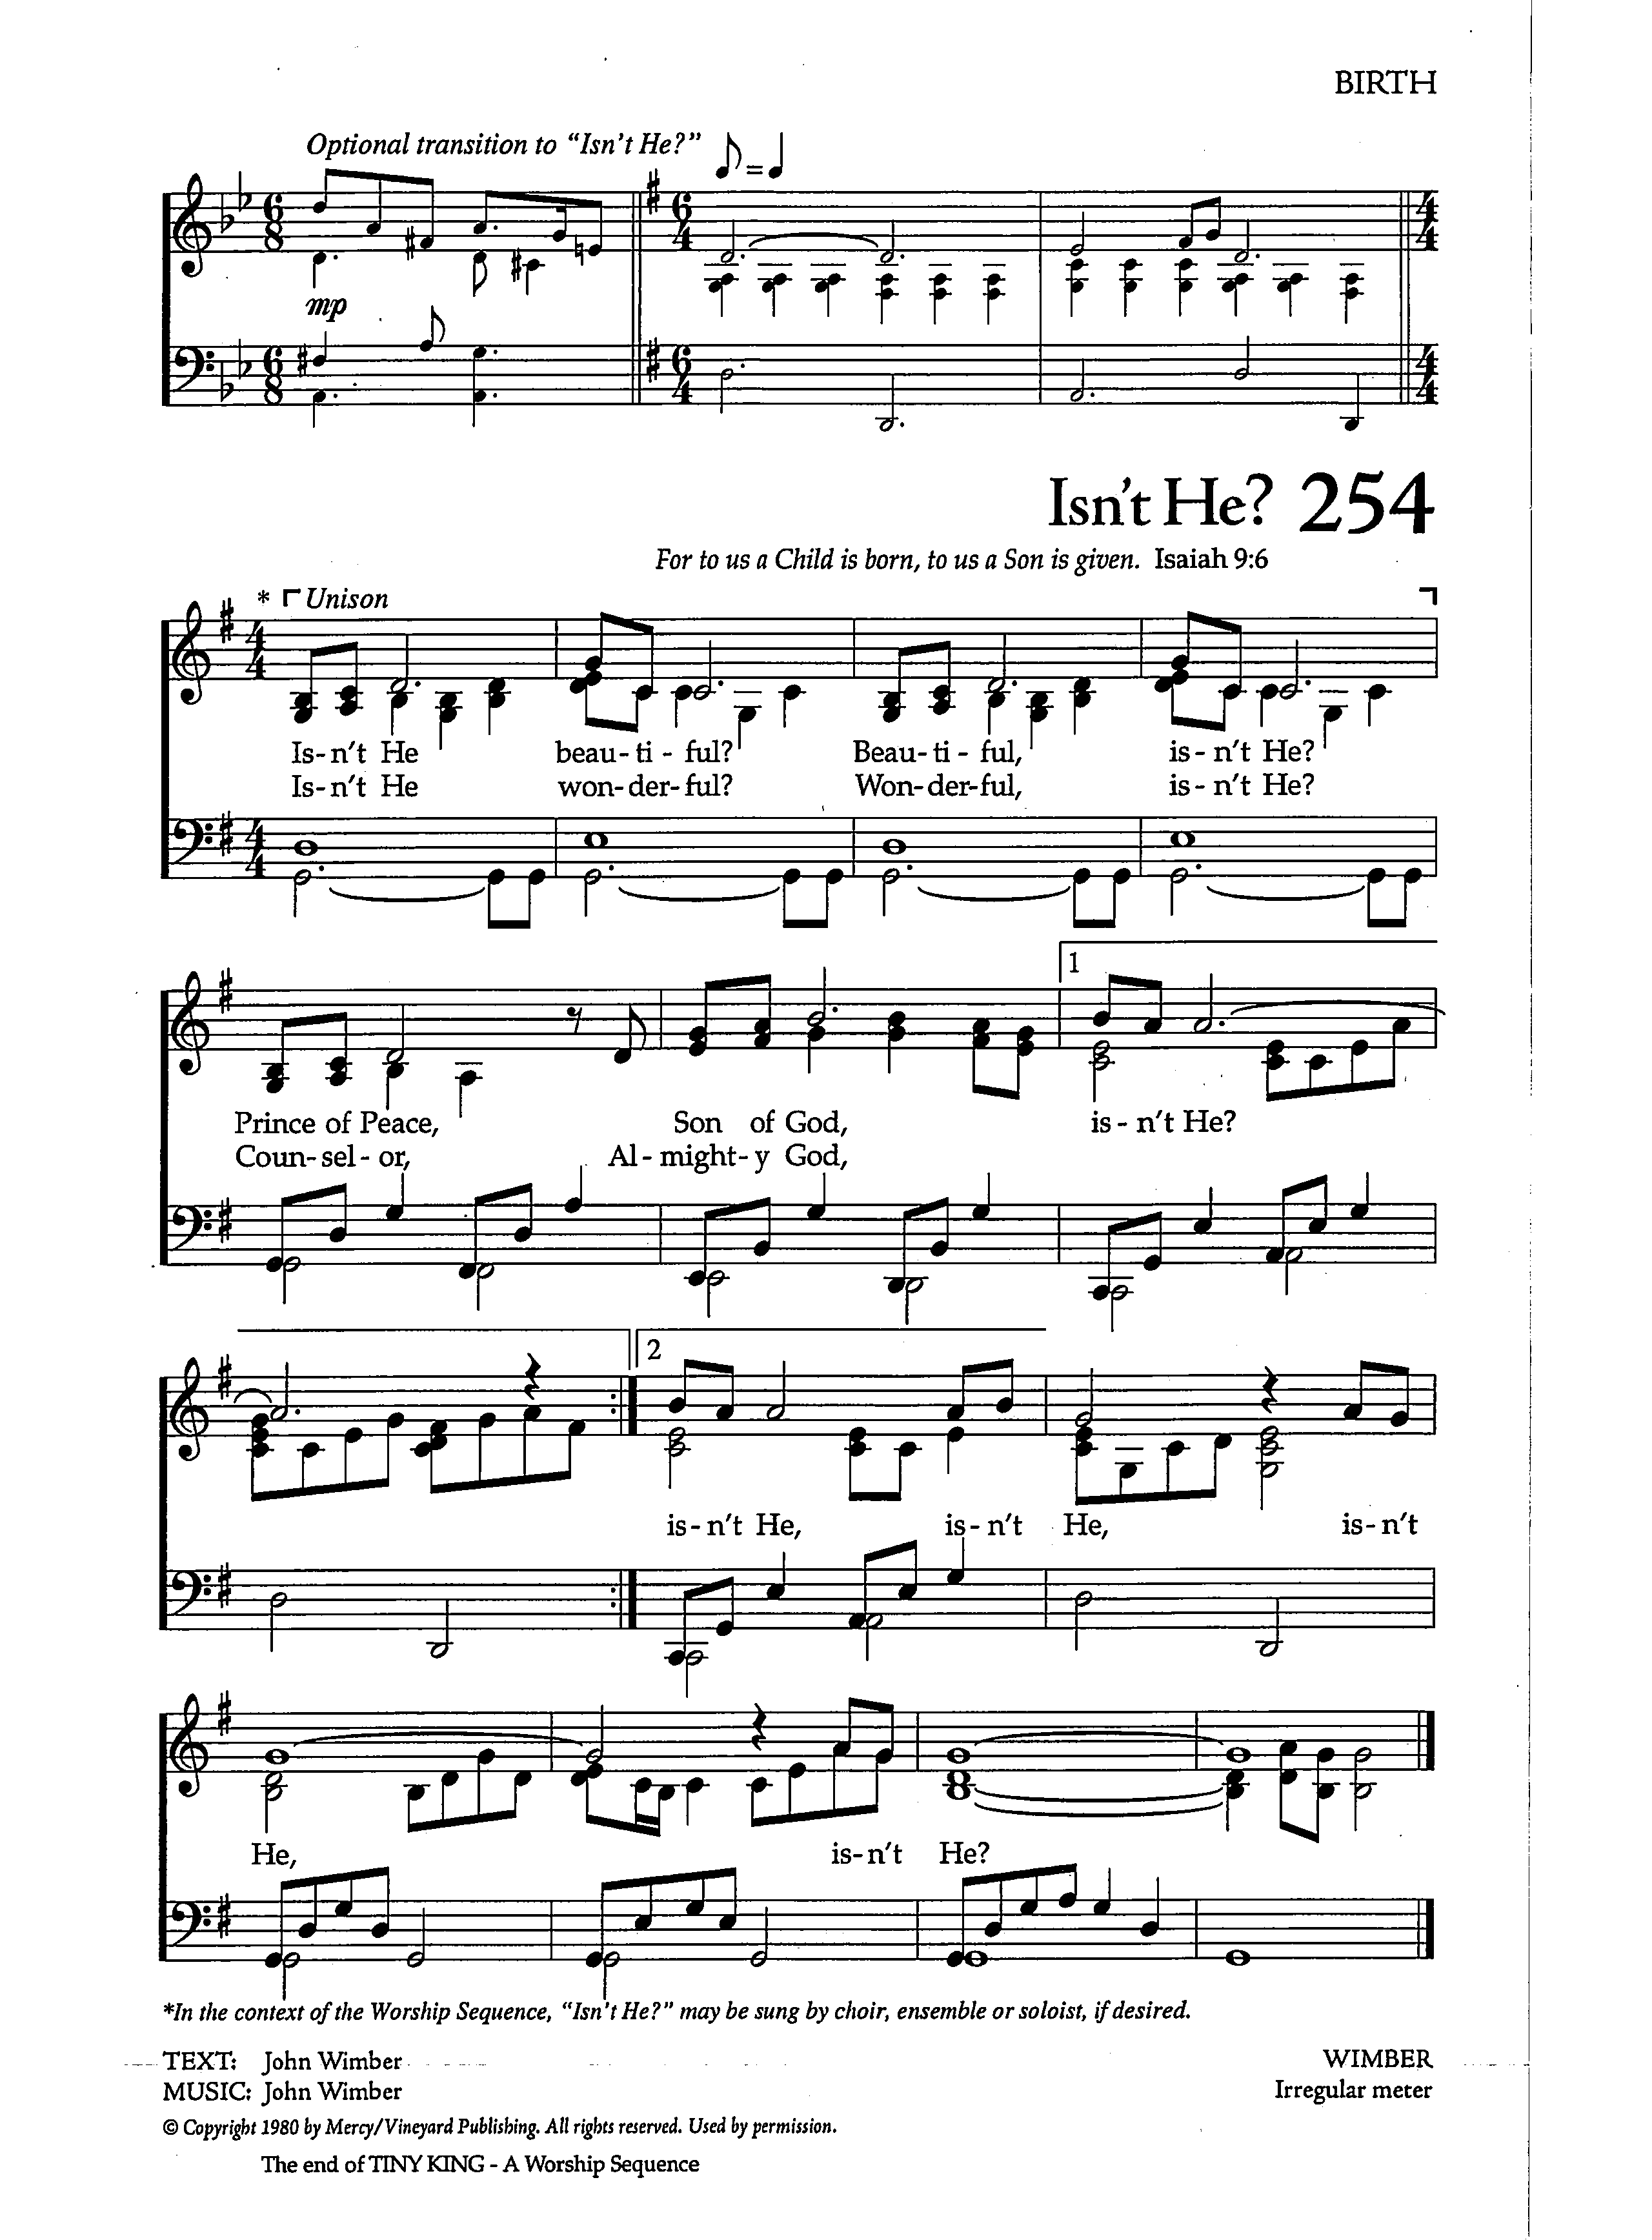 BIRTH
Optional transition to “Isn’t He?”
mp
Isn’t He? 254
For to us a Child is born, to us a Son is given. Isaiah 9:6
* Unison
Is- n’t He beau- ti - ful? Beau- ti - ful, is - n’t He?
Is- n’t He won- der- ful? Won- der-ful, is - n’t He?
1
Prince of Peace, Son of God, is - n’t He?
Coun- sel - or, Al - might- y God,
2
is - n’t He, is - n’t He, is - n’t
He, is- n’t He?
*In the context of the Worship Sequence, “Isn’t He?” may be sung by choir, ensemble or soloist, if desired.
TEXT: John Wimber WIMBER
MUSIC: John Wimber Irregular meter
© Copyright 1980 by Mercy/Vineyard Publishing. All rights reserved. Used by permission.
The end of TINY KING - A Worship Sequence